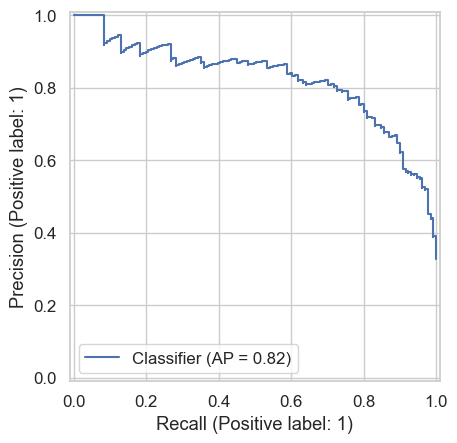 Precision (Positive label: 1)
1.0
0.8
0.6
0.4
0.2
0.0
Classifier (AP = 0.82)
0.0 0.2 0.4 0.6 0.8 1.0
Recall (Positive label: 1)